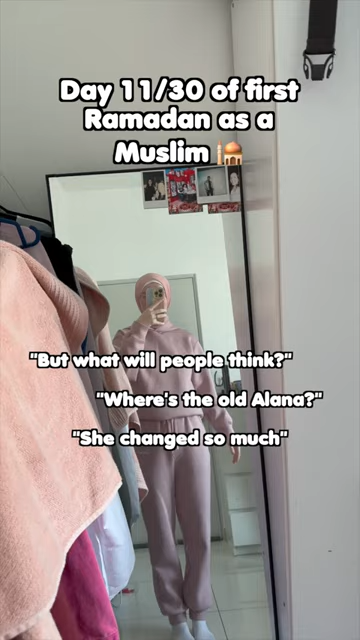 Day 11/30 of first
Ramadan as a
Muslim 🕌
"But what will people think?"
"Where's the old Alana?"
"She changed so much"